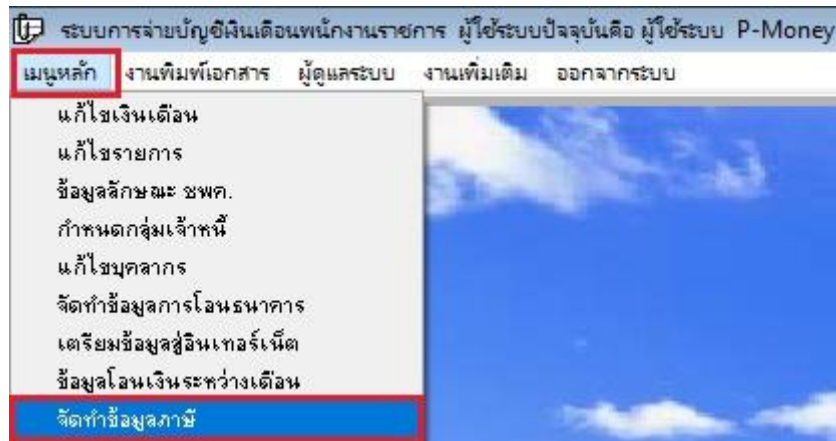 ระบบการจ่ายบัญชีเงินเดือนพนักงานราชการ ผู้ใช้ระบบปัจจุบันคือ ผู้ใช้ระบบ P-Money
เมนูหลัก งานพิมพ์เอกสาร ผู้ดูแลระบบ งานเพิ่มเติม ออกจากระบบ
แก้ไขเงินเดือน
แก้ไขรายการ
ข้อมูลลักษณะ ชพค.
กำหนดกลุ่มเจ้าหนี้
แก้ไขบุคลากร
จัดทำข้อมูลการโอนธนาคาร
เตรียมข้อมูลสู่อินเทอร์เน็ต
ข้อมูลโอนเงินระหว่างเดือน
จัดทำข้อมูลภาษี